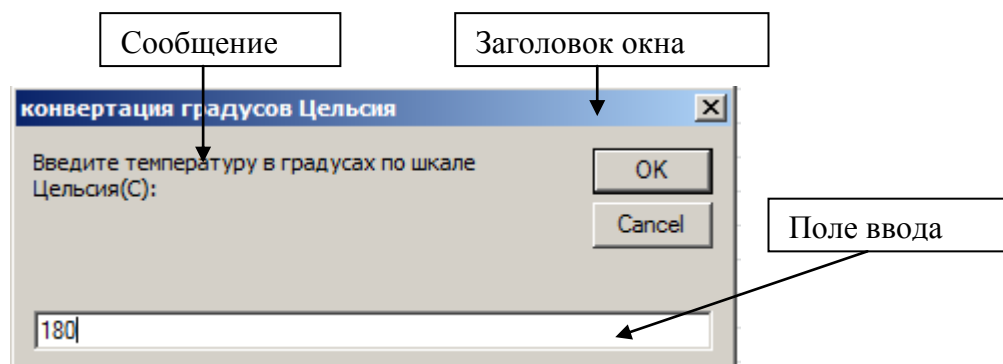 Сообщение
Заголовок окна
конвертация градусов Цельсия
Введите температуру в градусах по шкале
Цельсия(С):
OK
Cancel
Поле ввода
180